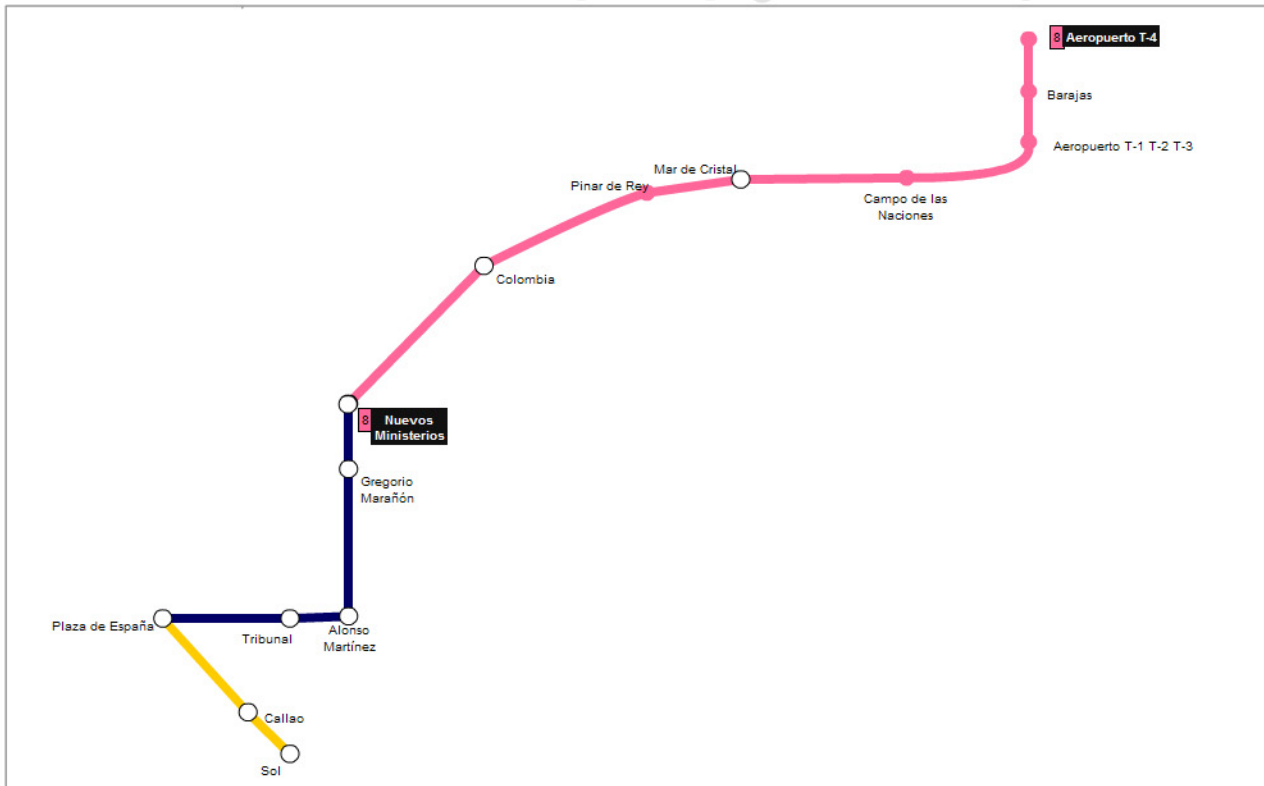 8 Aeropuerto T-4
Barajas
Aeropuerto T-1 T-2 T-3
Mar de Cristal
Pinar de Rey
Campo de las
Naciones
Colombia
8 Nuevos
Ministerios
Gregorio
Marañón
Plaza de España
Tribunal
Alonso
Martínez
Callao
Sol